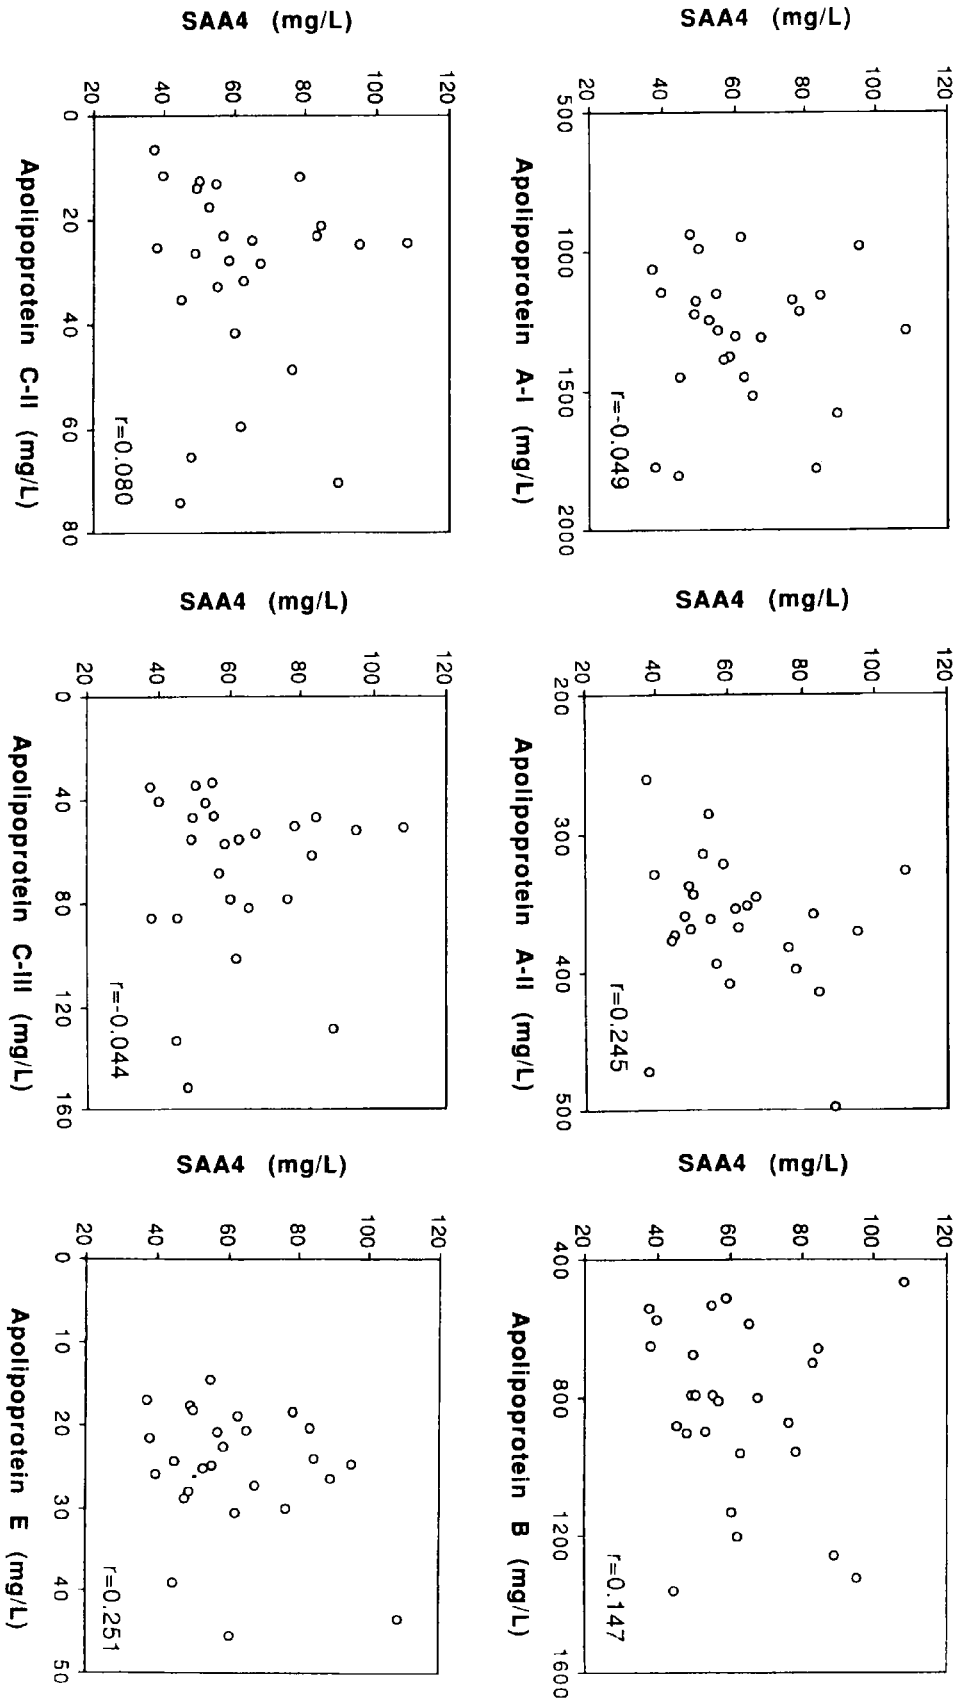 SAA4 (mg/L)
120
100
80
60
40
20
r=-0.049
500 1000 1500 2000
Apolipoprotein A-I (mg/L)
SAA4 (mg/L)
120
100
80
60
40
20
r=0.245
200 300 400 500
Apolipoprotein A-II (mg/L)
SAA4 (mg/L)
120
100
80
60
40
20
r=0.147
400 800 1200 1600
Apolipoprotein B (mg/L)
SAA4 (mg/L)
120
100
80
60
40
20
r=0.080
0 20 40 60 80
Apolipoprotein C-II (mg/L)
SAA4 (mg/L)
120
100
80
60
40
20
r=-0.044
0 40 80 120 160
Apolipoprotein C-III (mg/L)
SAA4 (mg/L)
120
100
80
60
40
20
r=0.251
0 10 20 30 40 50
Apolipoprotein E (mg/L)